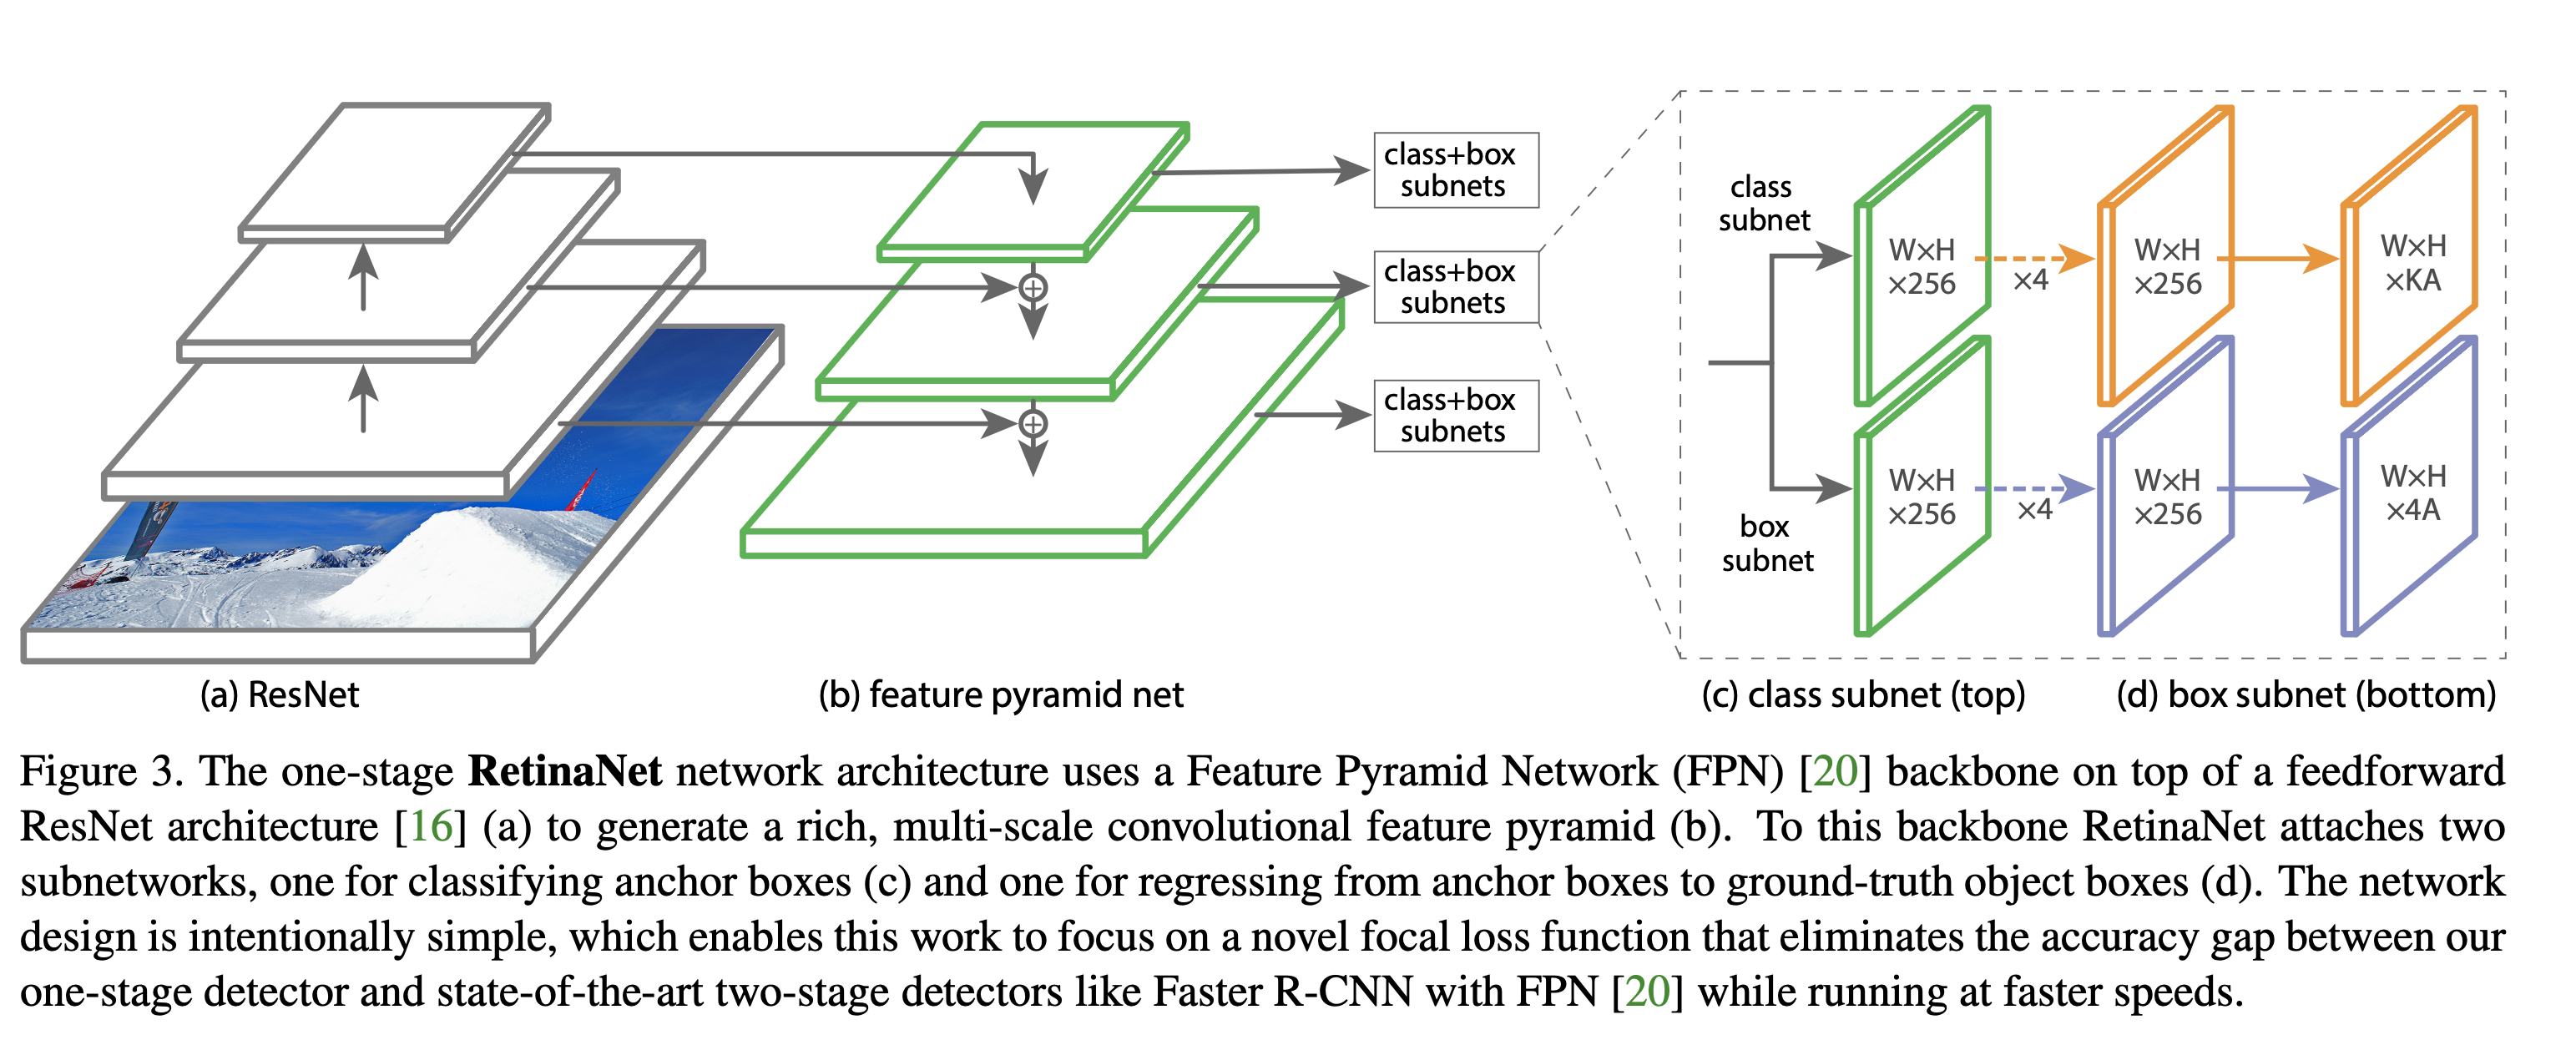 class+box
subnets
class+box
subnets
class+box
subnets
class
subnet
W×H
×256
×4
W×H
×256
W×H
×KA
box
subnet
W×H
×256
×4
W×H
×256
W×H
×4A
(a) ResNet
(b) feature pyramid net
(c) class subnet (top)
(d) box subnet (bottom)
Figure 3. The one-stage RetinaNet network architecture uses a Feature Pyramid Network (FPN) [20] backbone on top of a feedforward
ResNet architecture [16] (a) to generate a rich, multi-scale convolutional feature pyramid (b). To this backbone RetinaNet attaches two
subnetworks, one for classifying anchor boxes (c) and one for regressing from anchor boxes to ground-truth object boxes (d). The network
design is intentionally simple, which enables this work to focus on a novel focal loss function that eliminates the accuracy gap between our
one-stage detector and state-of-the-art two-stage detectors like Faster R-CNN with FPN [20] while running at faster speeds.